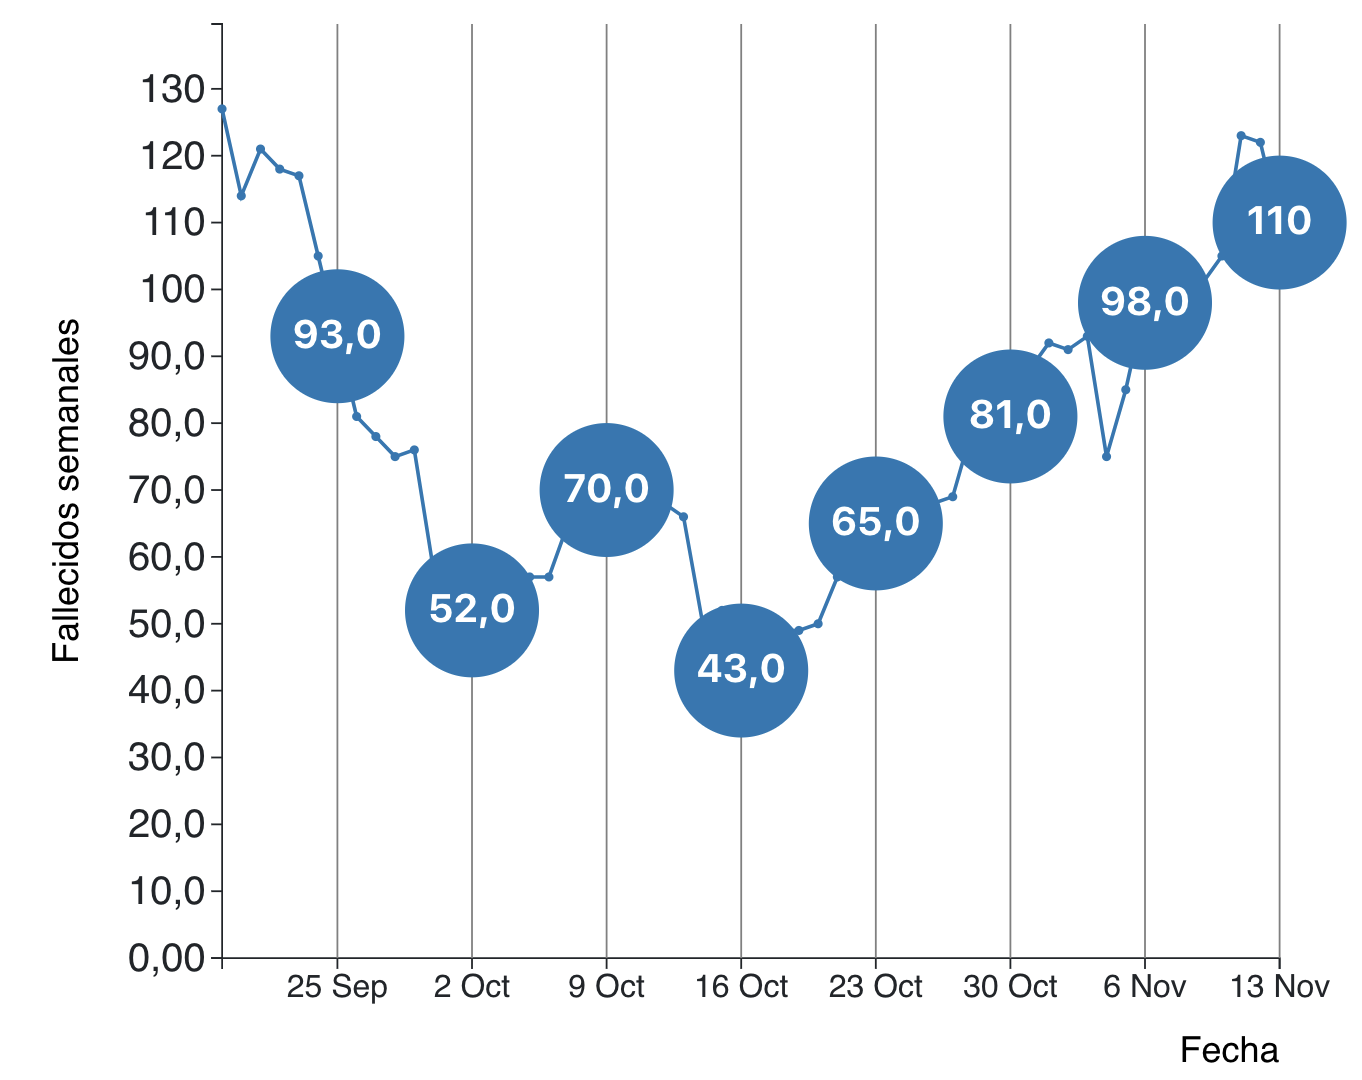 130
120
110
100
90,0
80,0
70,0
60,0
50,0
40,0
30,0
20,0
10,0
0,00
Fallecidos semanales
93,0
52,0
70,0
43,0
65,0
81,0
98,0
110
25 Sep
2 Oct
9 Oct
16 Oct
23 Oct
30 Oct
6 Nov
13 Nov
Fecha